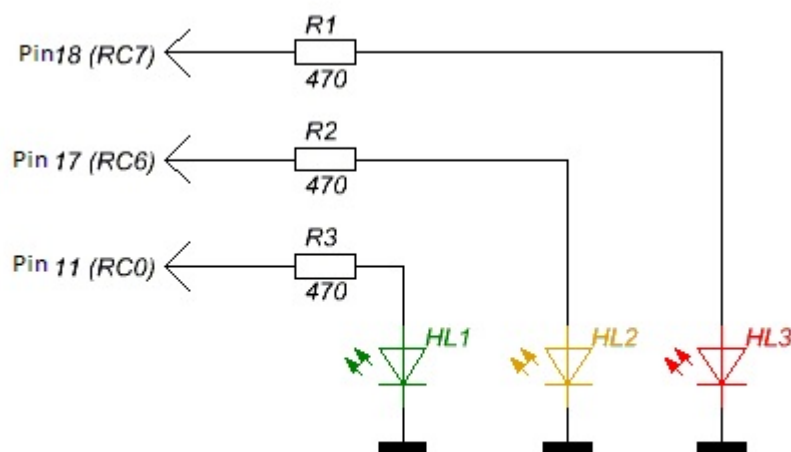 R1
Pin18 (RC7)
470
R2
Pin 17 (RC6)
470
R3
Pin 11 (RC0)
470
HL1
HL2
HL3